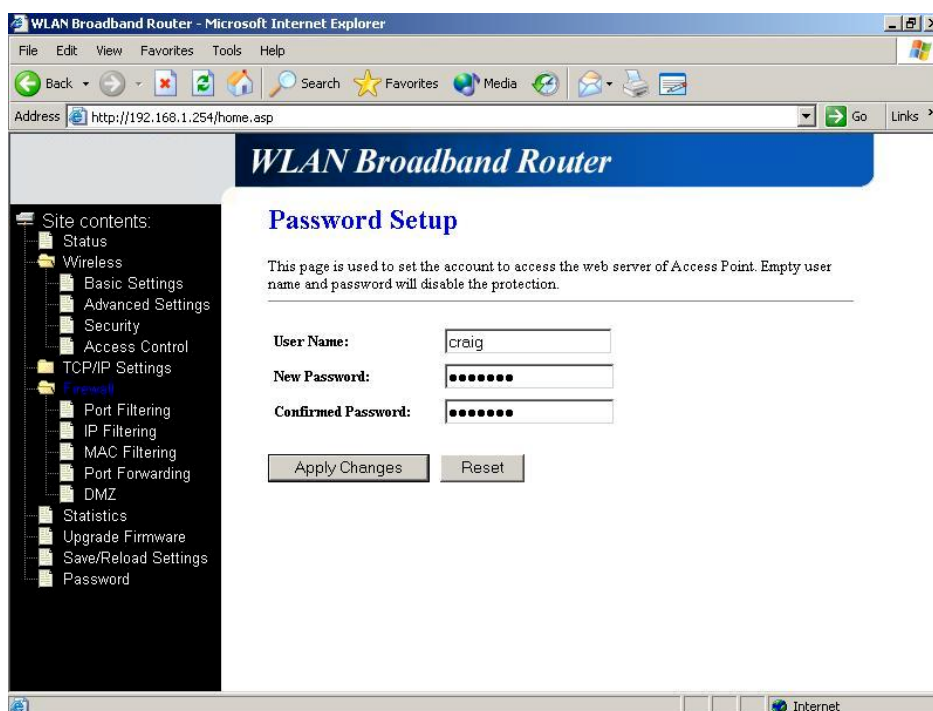 WLAN Broadband Router - Microsoft Internet Explorer
File Edit View Favorites Tools Help
Back Search Favorites Media
Address http://192.168.1.254/home.asp Go Links
WLAN Broadband Router
Site contents:
Status
Wireless
Basic Settings
Advanced Settings
Security
Access Control
TCP/IP Settings
Firewall
Port Filtering
IP Filtering
MAC Filtering
Port Forwarding
DMZ
Statistics
Upgrade Firmware
Save/Reload Settings
Password
Password Setup
This page is used to set the account to access the web server of Access Point. Empty user
name and password will disable the protection.
User Name: craig
New Password: ●●●●●●●
Confirmed Password: ●●●●●●●
Apply Changes Reset
Internet